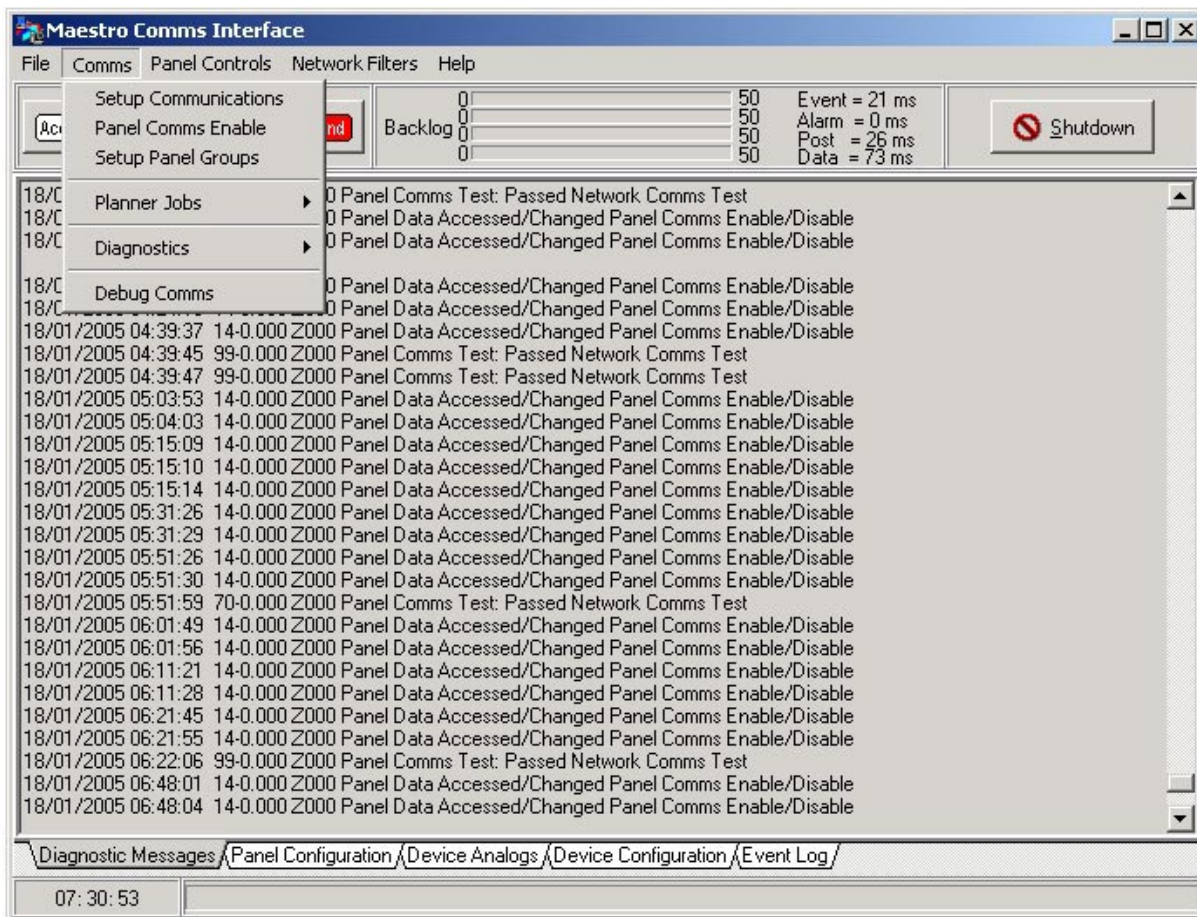 Maestro Comms Interface
File Comms Panel Controls Network Filters Help
Setup Communications
Panel Comms Enable
Setup Panel Groups
Planner Jobs
Diagnostics
Debug Comms
Backlog
0 50
0 50
0 50
0 50
Event = 21 ms
Alarm = 0 ms
Post = 26 ms
Data = 73 ms
Shutdown
Panel Comms Test: Passed Network Comms Test
Panel Data Accessed/Changed Panel Comms Enable/Disable
Panel Data Accessed/Changed Panel Comms Enable/Disable
Panel Data Accessed/Changed Panel Comms Enable/Disable
Panel Data Accessed/Changed Panel Comms Enable/Disable
18/01/2005 04:39:37 14-0.000 Z000 Panel Data Accessed/Changed Panel Comms Enable/Disable
18/01/2005 04:39:45 99-0.000 Z000 Panel Comms Test: Passed Network Comms Test
18/01/2005 04:39:47 99-0.000 Z000 Panel Comms Test: Passed Network Comms Test
18/01/2005 05:03:53 14-0.000 Z000 Panel Data Accessed/Changed Panel Comms Enable/Disable
18/01/2005 05:04:03 14-0.000 Z000 Panel Data Accessed/Changed Panel Comms Enable/Disable
18/01/2005 05:15:09 14-0.000 Z000 Panel Data Accessed/Changed Panel Comms Enable/Disable
18/01/2005 05:15:10 14-0.000 Z000 Panel Data Accessed/Changed Panel Comms Enable/Disable
18/01/2005 05:15:14 14-0.000 Z000 Panel Data Accessed/Changed Panel Comms Enable/Disable
18/01/2005 05:31:26 14-0.000 Z000 Panel Data Accessed/Changed Panel Comms Enable/Disable
18/01/2005 05:31:29 14-0.000 Z000 Panel Data Accessed/Changed Panel Comms Enable/Disable
18/01/2005 05:51:26 14-0.000 Z000 Panel Data Accessed/Changed Panel Comms Enable/Disable
18/01/2005 05:51:30 14-0.000 Z000 Panel Data Accessed/Changed Panel Comms Enable/Disable
18/01/2005 05:51:59 70-0.000 Z000 Panel Comms Test: Passed Network Comms Test
18/01/2005 06:01:49 14-0.000 Z000 Panel Data Accessed/Changed Panel Comms Enable/Disable
18/01/2005 06:01:56 14-0.000 Z000 Panel Data Accessed/Changed Panel Comms Enable/Disable
18/01/2005 06:11:21 14-0.000 Z000 Panel Data Accessed/Changed Panel Comms Enable/Disable
18/01/2005 06:11:28 14-0.000 Z000 Panel Data Accessed/Changed Panel Comms Enable/Disable
18/01/2005 06:21:45 14-0.000 Z000 Panel Data Accessed/Changed Panel Comms Enable/Disable
18/01/2005 06:21:55 14-0.000 Z000 Panel Data Accessed/Changed Panel Comms Enable/Disable
18/01/2005 06:22:06 99-0.000 Z000 Panel Comms Test: Passed Network Comms Test
18/01/2005 06:48:01 14-0.000 Z000 Panel Data Accessed/Changed Panel Comms Enable/Disable
18/01/2005 06:48:04 14-0.000 Z000 Panel Data Accessed/Changed Panel Comms Enable/Disable
Diagnostic Messages Panel Configuration Device Analogs Device Configuration Event Log
07: 30: 53